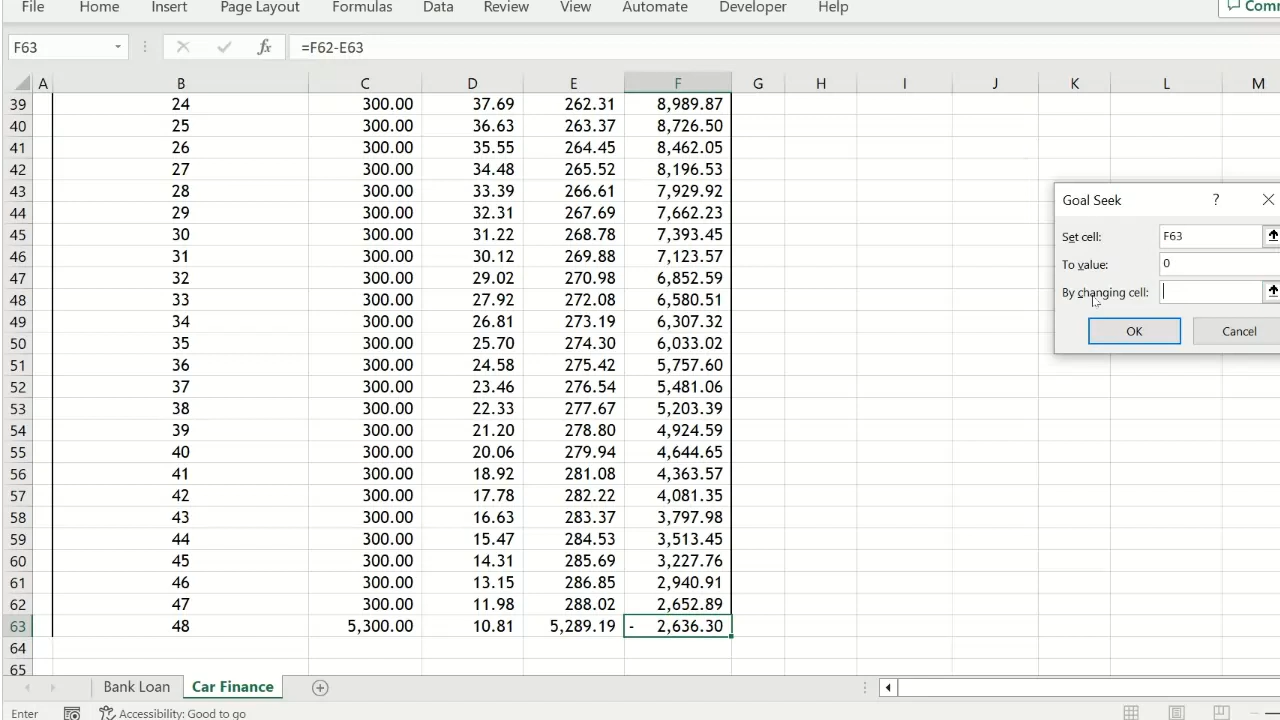 File Home Insert Page Layout Formulas Data Review View Automate Developer Help
F63 fx =F62-E63
A B C D E F G H I J K L M
39 24 300.00 37.69 262.31 8,989.87
40 25 300.00 36.63 263.37 8,726.50
41 26 300.00 35.55 264.45 8,462.05
42 27 300.00 34.48 265.52 8,196.53
43 28 300.00 33.39 266.61 7,929.92
44 29 300.00 32.31 267.69 7,662.23
45 30 300.00 31.22 268.78 7,393.45
46 31 300.00 30.12 269.88 7,123.57
47 32 300.00 29.02 270.98 6,852.59
48 33 300.00 27.92 272.08 6,580.51
49 34 300.00 26.81 273.19 6,307.32
50 35 300.00 25.70 274.30 6,033.02
51 36 300.00 24.58 275.42 5,757.60
52 37 300.00 23.46 276.54 5,481.06
53 38 300.00 22.33 277.67 5,203.39
54 39 300.00 21.20 278.80 4,924.59
55 40 300.00 20.06 279.94 4,644.65
56 41 300.00 18.92 281.08 4,363.57
57 42 300.00 17.78 282.22 4,081.35
58 43 300.00 16.63 283.37 3,797.98
59 44 300.00 15.47 284.53 3,513.45
60 45 300.00 14.31 285.69 3,227.76
61 46 300.00 13.15 286.85 2,940.91
62 47 300.00 11.98 288.02 2,652.89
63 48 5,300.00 10.81 5,289.19 - 2,636.30
64
65
Goal Seek ?
Set cell: F63
To value: 0
By changing cell:
OK Cancel
Bank Loan Car Finance
Enter Accessibility: Good to go